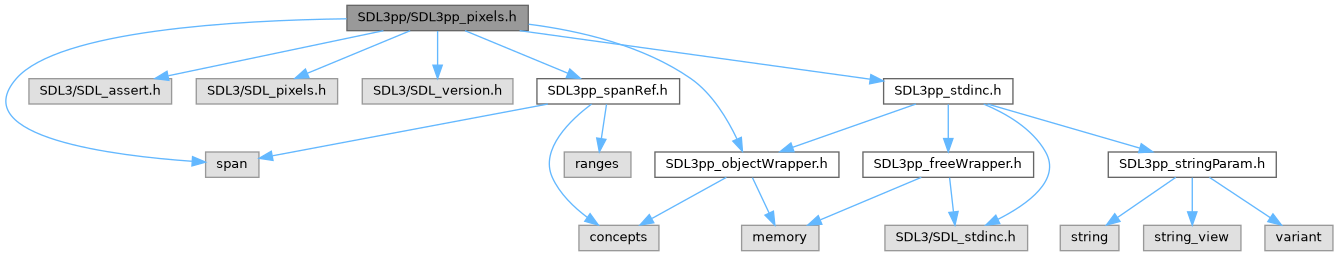 SDL3pp/SDL3pp_pixels.h
SDL3/SDL_assert.h
SDL3/SDL_pixels.h
SDL3/SDL_version.h
SDL3pp_spanRef.h
SDL3pp_stdinc.h
span
ranges
SDL3pp_objectWrapper.h
SDL3pp_freeWrapper.h
SDL3pp_stringParam.h
concepts
memory
SDL3/SDL_stdinc.h
string
string_view
variant